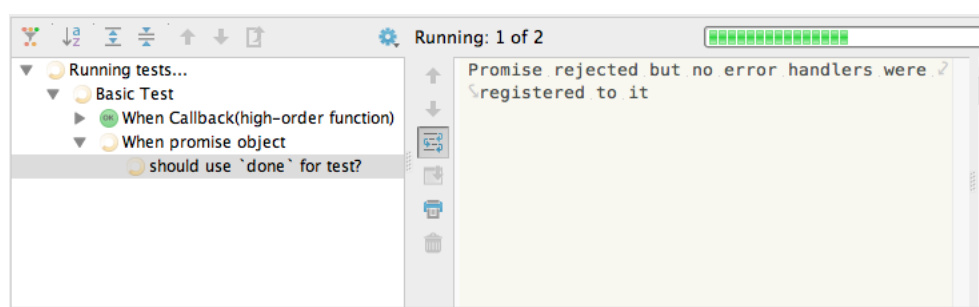 Running: 1 of 2
Running tests...
Basic Test
OK When Callback(high-order function)
When promise object
should use `done` for test?
Promise rejected but no error handlers were
registered to it